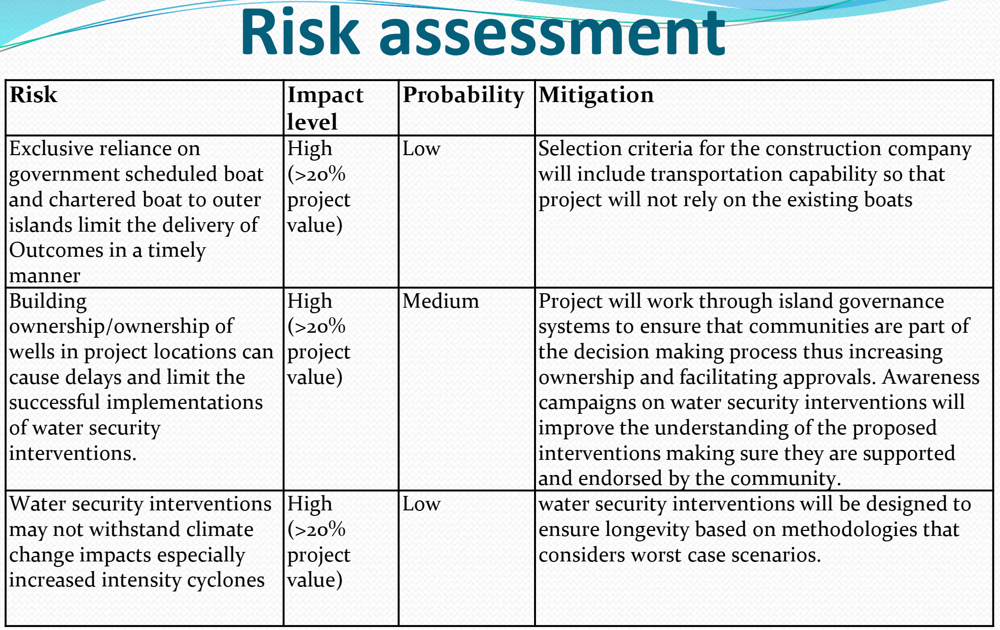 Risk assessment
Risk
Impact
level
Probability
Mitigation
Exclusive reliance on
government scheduled boat
and chartered boat to outer
islands limit the delivery of
Outcomes in a timely
manner
High
(>20%
project
value)
Low
Selection criteria for the construction company
will include transportation capability so that
project will not rely on the existing boats
Building
ownership/ownership of
wells in project locations can
cause delays and limit the
successful implementations
of water security
interventions.
High
(>20%
project
value)
Medium
Project will work through island governance
systems to ensure that communities are part of
the decision making process thus increasing
ownership and facilitating approvals. Awareness
campaigns on water security interventions will
improve the understanding of the proposed
interventions making sure they are supported
and endorsed by the community.
Water security interventions
may not withstand climate
change impacts especially
increased intensity cyclones
High
(>20%
project
value)
Low
water security interventions will be designed to
ensure longevity based on methodologies that
considers worst case scenarios.